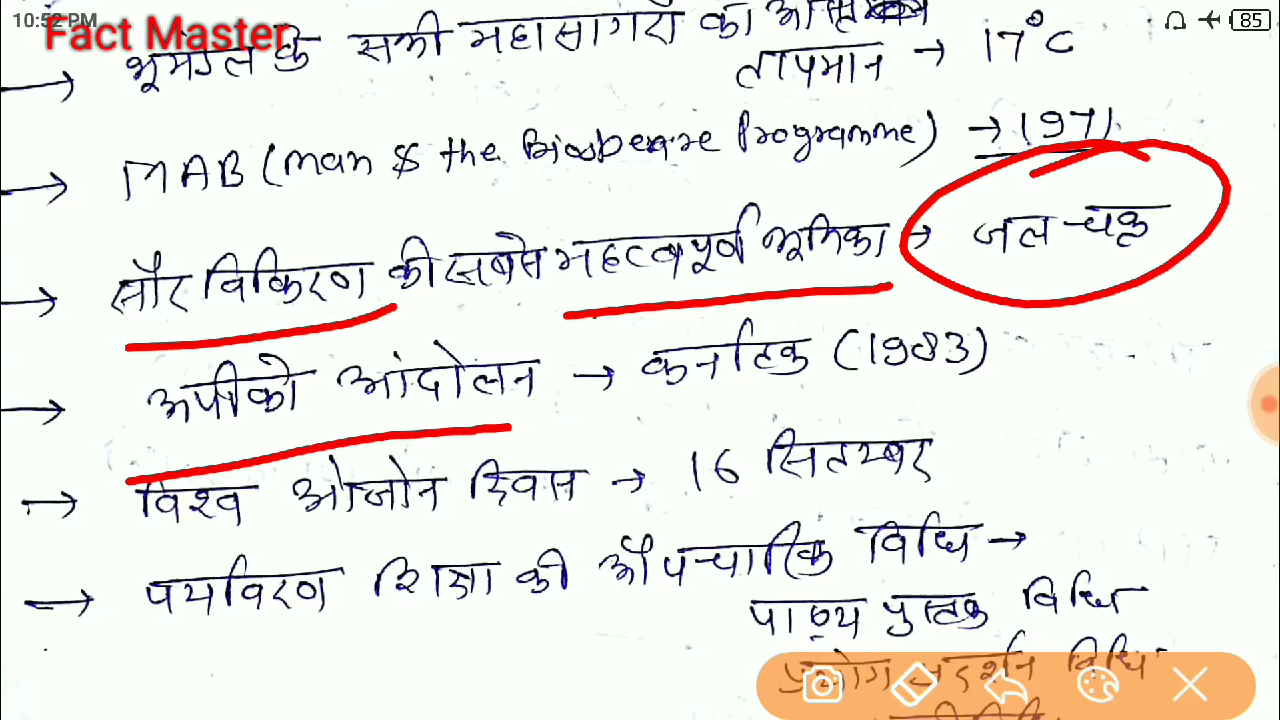 10:52 PM
85
Fact Master
→ भूमंडल के सभी महासागरों का औसत
तापमान → 17°C
→ MAB (Man & the Biosphere Programme) → 1971
→ सौर विकिरण की सबसे महत्वपूर्ण भूमिका → जल-चक्र
→ अपीको आंदोलन → कर्नाटक (1983)
→ विश्व ओजोन दिवस → 16 सितम्बर
→ पर्यावरण शिक्षा की औपचारिक विधि →
पाठ्य पुस्तक विधि
प्रयोग प्रदर्शन विधि